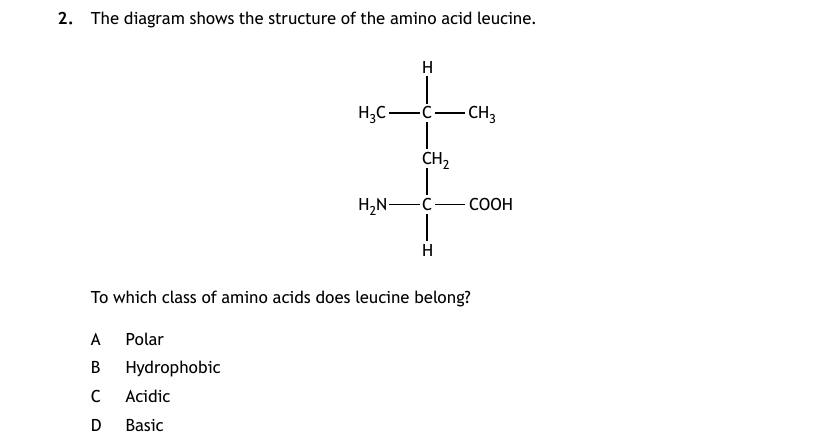 2. The diagram shows the structure of the amino acid leucine.
H
H₃C C CH₃
CH₂
H₂N C COOH
H
To which class of amino acids does leucine belong?
A Polar
B Hydrophobic
C Acidic
D Basic